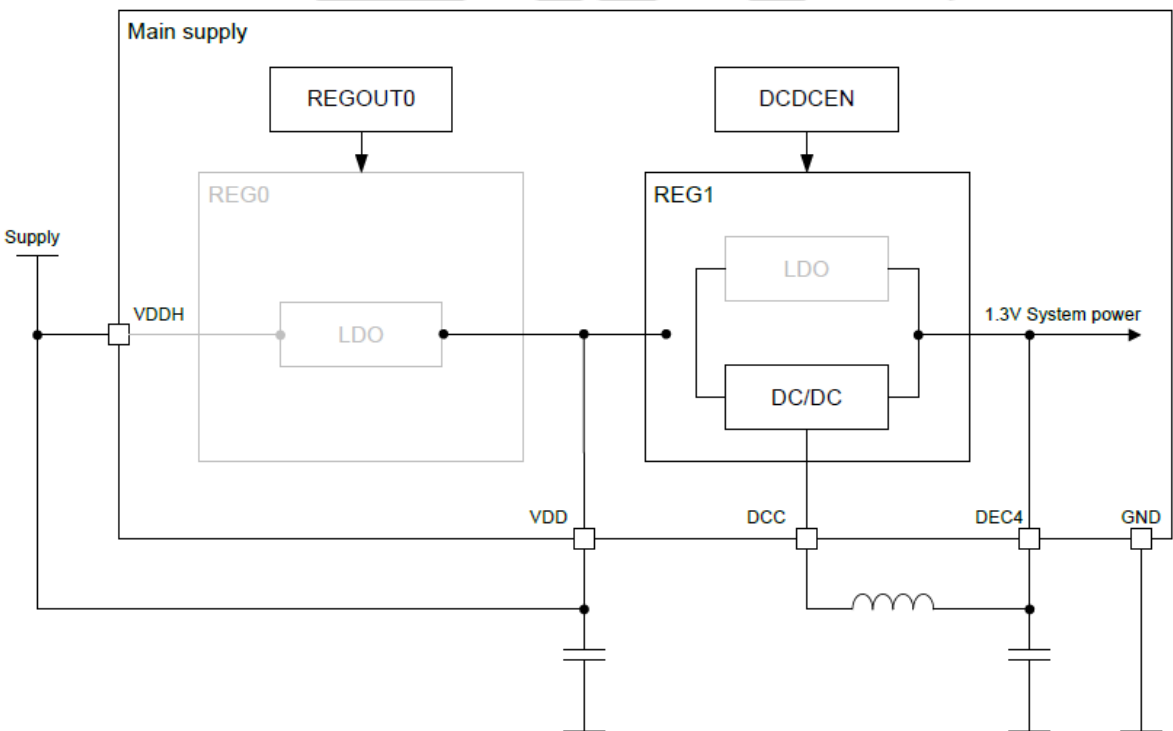 Main supply
REGOUT0
DCDCEN
REG0
REG1
Supply
LDO
VDDH
1.3V System power
LDO
DC/DC
VDD
DCC
DEC4
GND